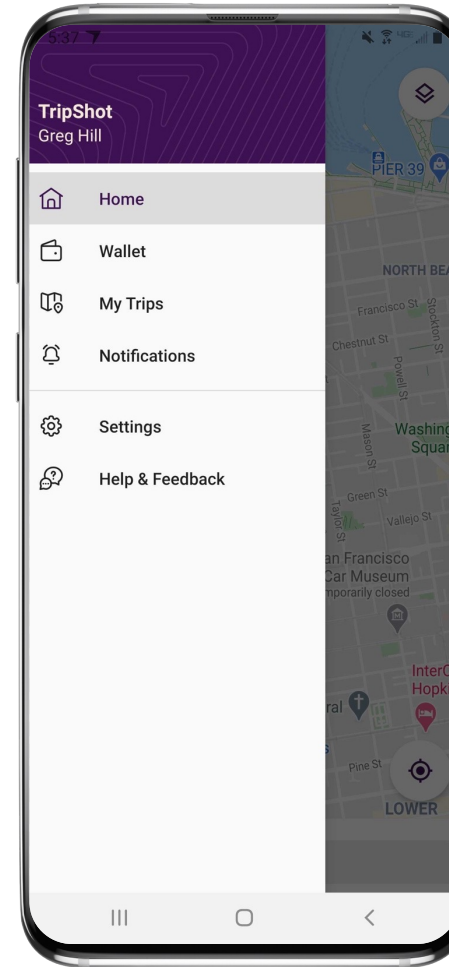 5:37
TripShot
Greg Hill
Home
Wallet
My Trips
Notifications
Settings
Help & Feedback
PIER 39
NORTH BEA
Francisco St
Stockton St
Chestnut St
Powell St
Mason St
Washing
Squar
Green St
Taylor St
Vallejo St
an Francisco
Car Museum
mporarily closed
InterC
Hopki
ral
s
Pine St
LOWER